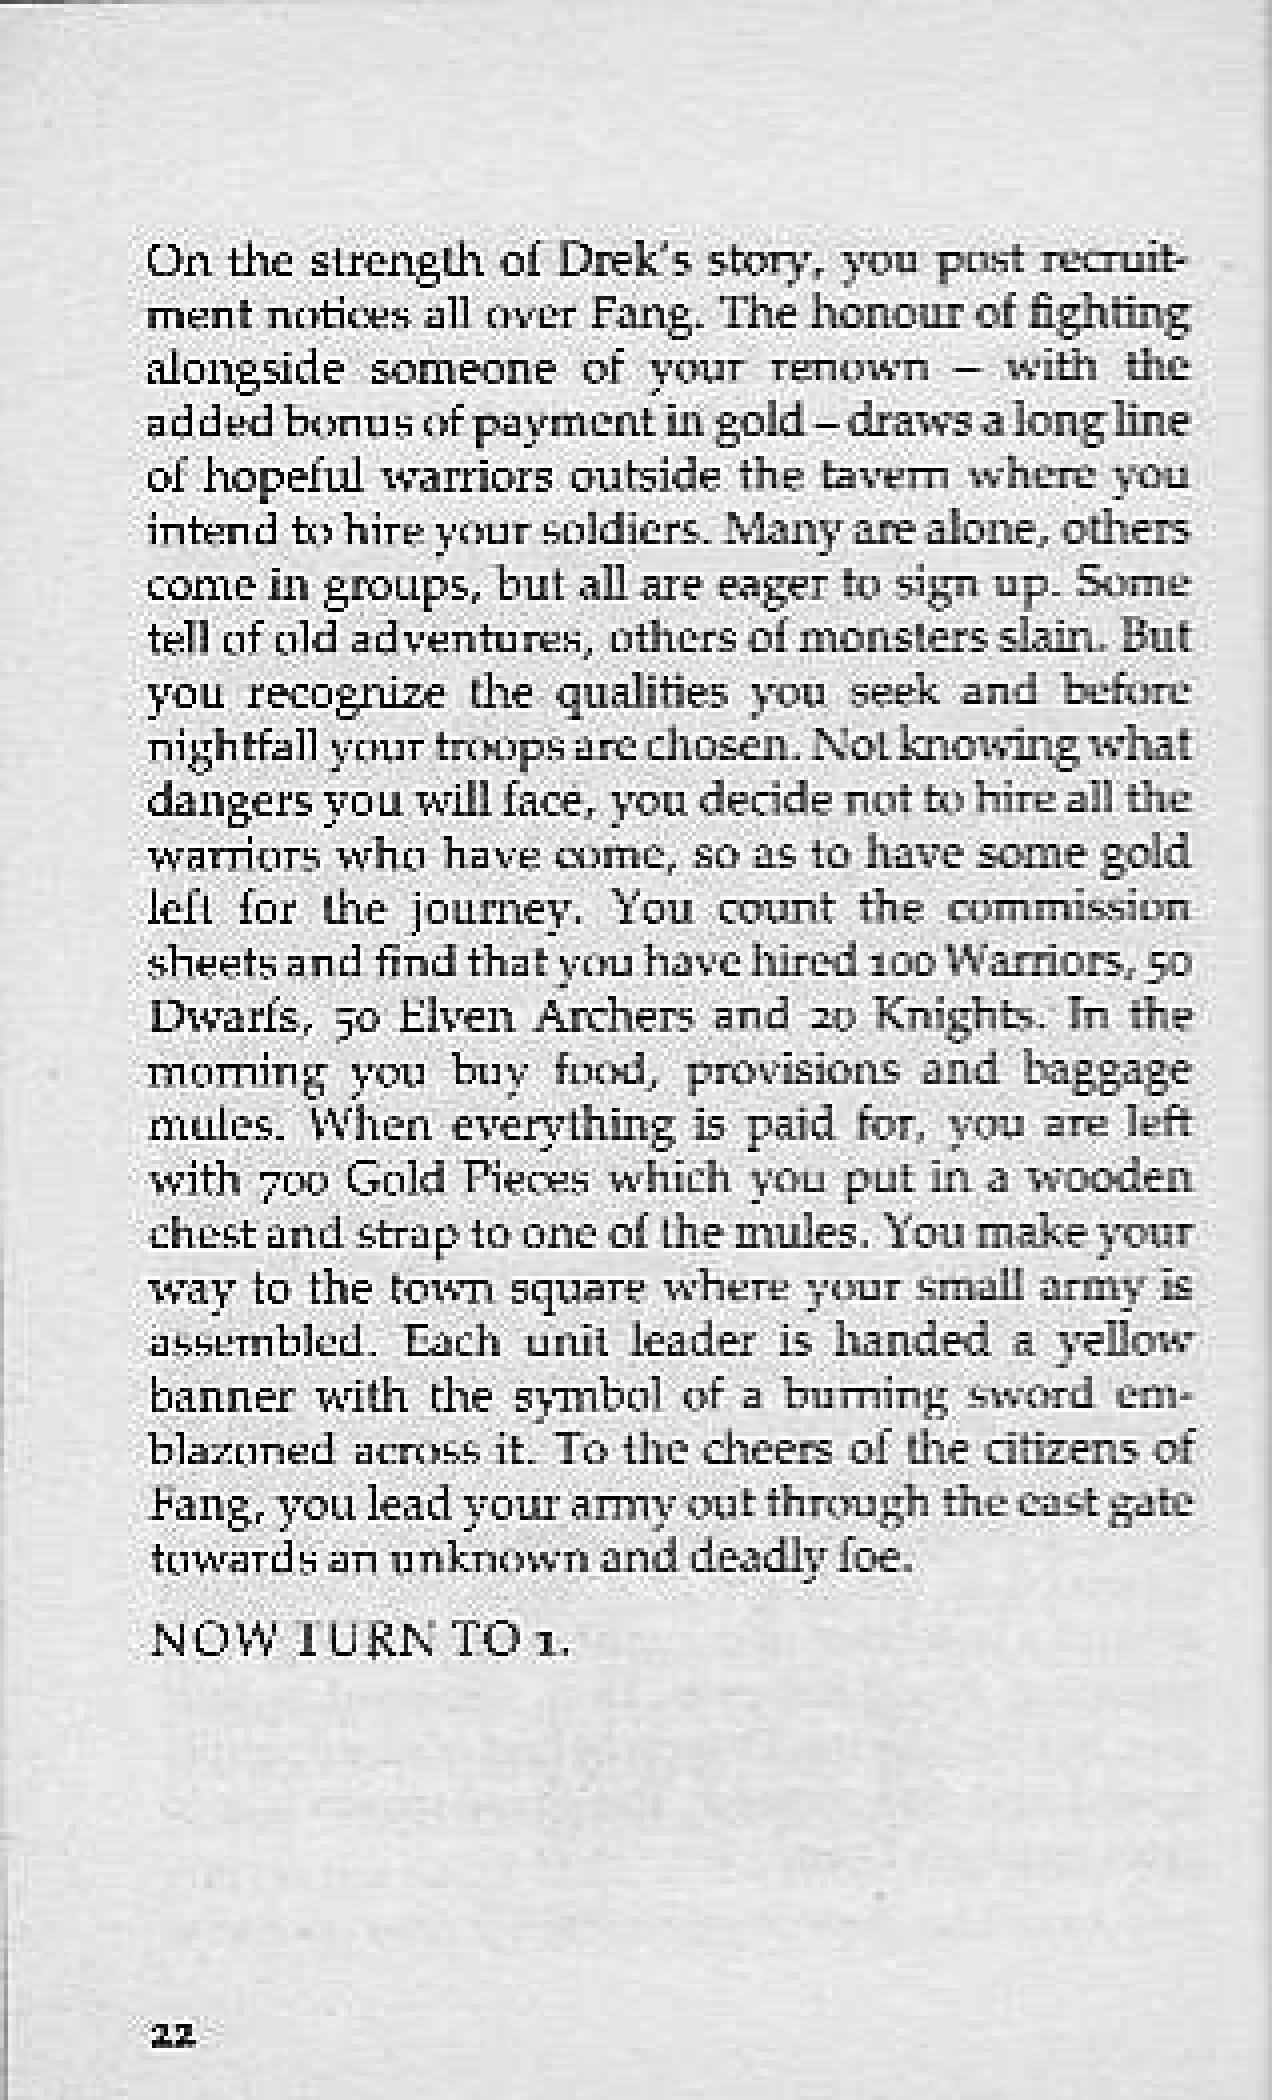 On the strength of Drek's story, you post recruit-
ment notices all over Fang. The honour of fighting
alongside someone of your renown – with the
added bonus of payment in gold – draws a long line
of hopeful warriors outside the tavern where you
intend to hire your soldiers. Many are alone, others
come in groups, but all are eager to sign up. Some
tell of old adventures, others of monsters slain. But
you recognize the qualities you seek and before
nightfall your troops are chosen. Not knowing what
dangers you will face, you decide not to hire all the
warriors who have come, so as to have some gold
left for the journey. You count the commission
sheets and find that you have hired 100 Warriors, 50
Dwarfs, 50 Elven Archers and 20 Knights. In the
morning you buy food, provisions and baggage
mules. When everything is paid for, you are left
with 700 Gold Pieces which you put in a wooden
chest and strap to one of the mules. You make your
way to the town square where your small army is
assembled. Each unit leader is handed a yellow
banner with the symbol of a burning sword em-
blazoned across it. To the cheers of the citizens of
Fang, you lead your army out through the east gate
towards an unknown and deadly foe.
NOW TURN TO 1.
22